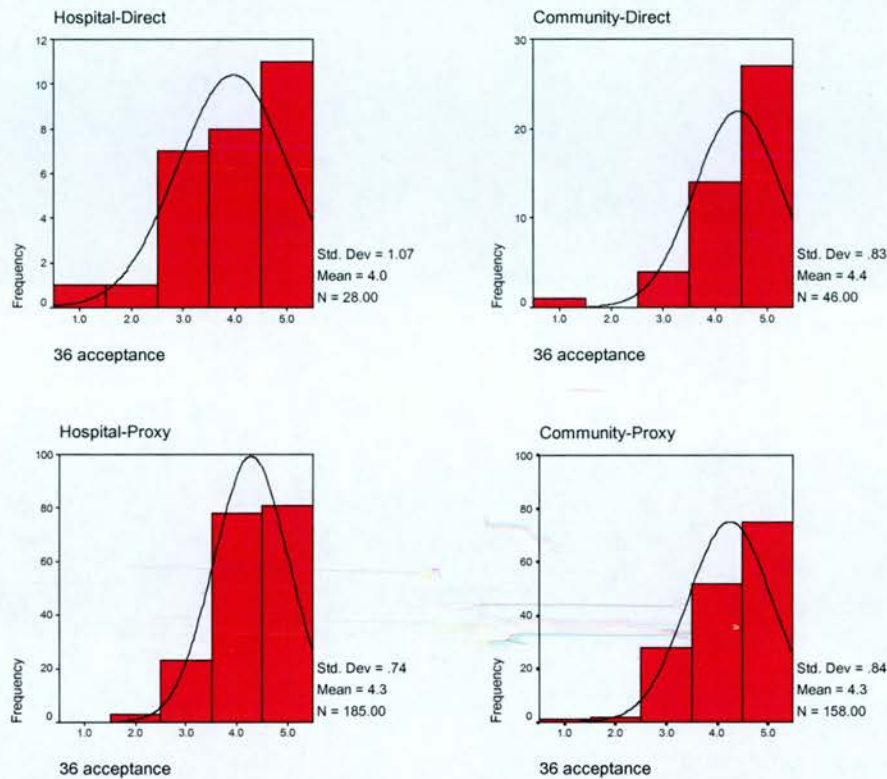 Hospital-Direct
12
10
8
6
4
2
0
Frequency
1.0 2.0 3.0 4.0 5.0
Std. Dev = 1.07
Mean = 4.0
N = 28.00
36 acceptance
Community-Direct
30
20
10
0
Frequency
1.0 2.0 3.0 4.0 5.0
Std. Dev = .83
Mean = 4.4
N = 46.00
36 acceptance
Hospital-Proxy
100
80
60
40
20
0
Frequency
1.0 2.0 3.0 4.0 5.0
Std. Dev = .74
Mean = 4.3
N = 185.00
36 acceptance
Community-Proxy
100
80
60
40
20
0
Frequency
1.0 2.0 3.0 4.0 5.0
Std. Dev = .84
Mean = 4.3
N = 158.00
36 acceptance